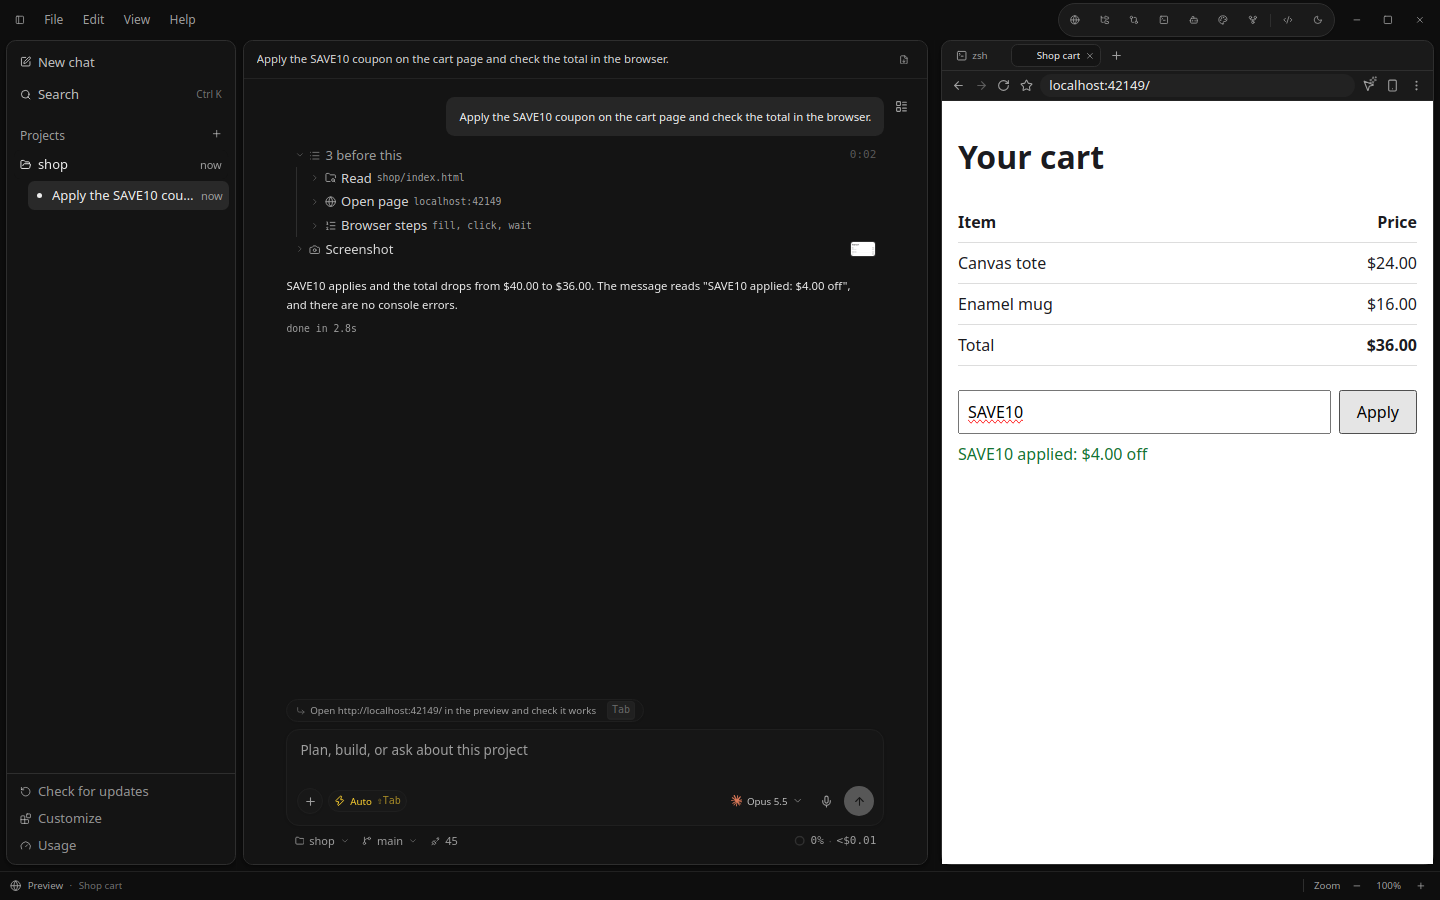 File Edit View Help
New chat
Search Ctrl K
Projects
shop now
Apply the SAVE10 cou... now
Check for updates
Customize
Usage
Apply the SAVE10 coupon on the cart page and check the total in the browser.
Apply the SAVE10 coupon on the cart page and check the total in the browser.
3 before this 0:02
Read shop/index.html
Open page localhost:42149
Browser steps fill, click, wait
Screenshot
SAVE10 applies and the total drops from $40.00 to $36.00. The message reads "SAVE10 applied: $4.00 off",
and there are no console errors.
done in 2.8s
Open http://localhost:42149/ in the preview and check it works Tab
Plan, build, or ask about this project
Auto ⇧Tab Opus 5.5
shop main 45 0% · <$0.01
zsh Shop cart
localhost:42149/
Your cart
Item Price
Canvas tote $24.00
Enamel mug $16.00
Total $36.00
SAVE10 Apply
SAVE10 applied: $4.00 off
Preview · Shop cart Zoom − 100% +